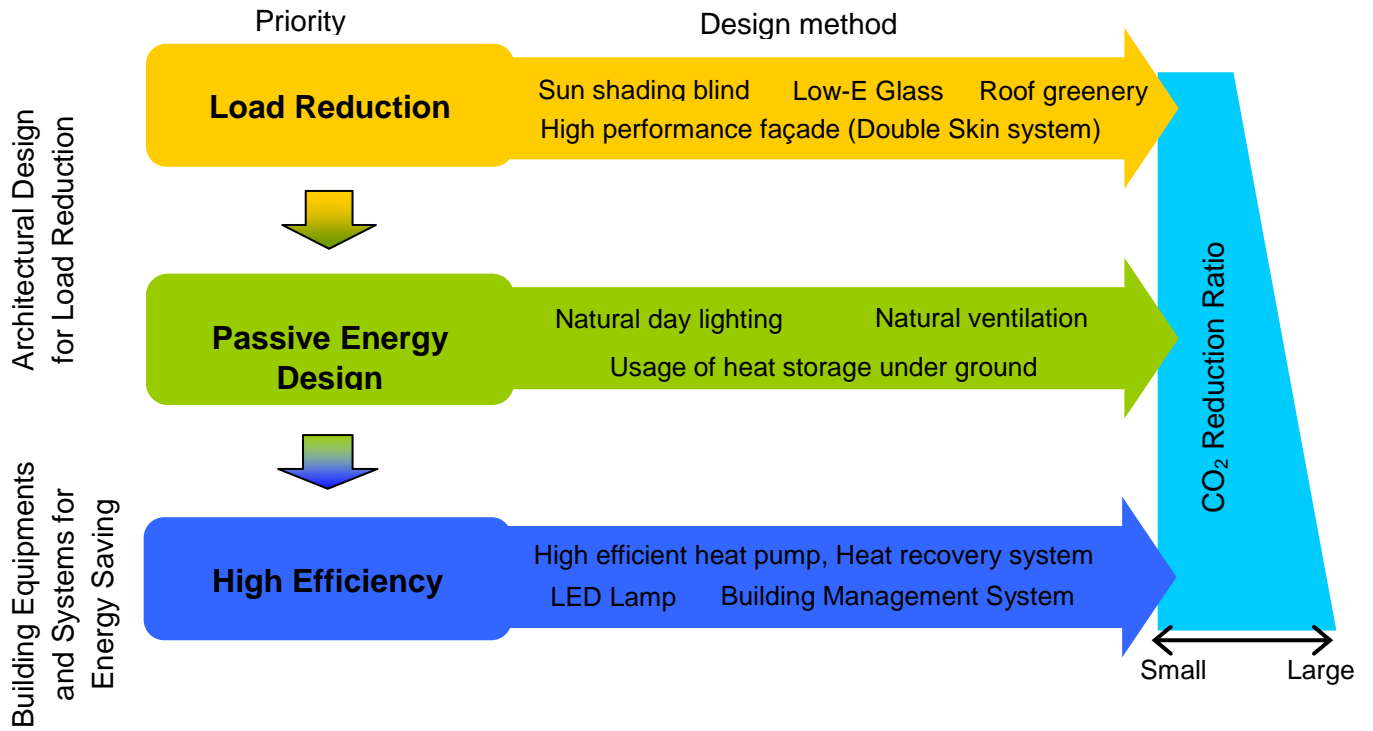 Priority
Design method
Architectural Design
for Load Reduction
Load Reduction
Sun shading blind
Low-E Glass
Roof greenery
High performance façade (Double Skin system)
Passive Energy
Design
Natural day lighting
Natural ventilation
Usage of heat storage under ground
CO₂ Reduction Ratio
Building Equipments
and Systems for
Energy Saving
High Efficiency
High efficient heat pump, Heat recovery system
LED Lamp
Building Management System
Small
Large